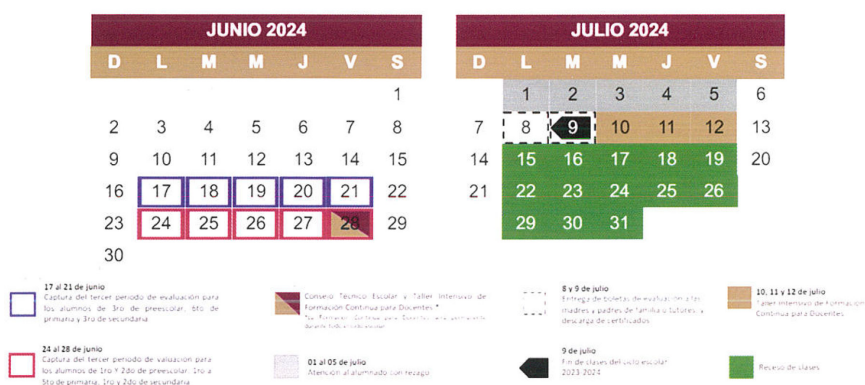 JUNIO 2024
D L M M J V S
1
2 3 4 5 6 7 8
9 10 11 12 13 14 15
16 17 18 19 20 21 22
23 24 25 26 27 28 29
30
JULIO 2024
D L M M J V S
1 2 3 4 5 6
7 8 9 10 11 12 13
14 15 16 17 18 19 20
21 22 23 24 25 26
29 30 31
17 al 21 de junio
Captura del tercer periodo de evaluación para
los alumnos de 3ro de preescolar, 6to de
primaria y 3ro de secundaria
24 al 28 de junio
Captura del tercer periodo de valuación para
los alumnos de 1ro Y 2do de preescolar, 1ro a
5to de primaria, 1ro y 2do de secundaria
Consejo Técnico Escolar y Taller Intensivo de
Formación Continua para Docentes *
01 al 05 de julio
Atención al alumnado con rezago
8 y 9 de julio
Entrega de boletas de evaluación a las
madres y padres de familia o tutores, y
descarga de certificados
9 de julio
Fin de clases del ciclo escolar
2023-2024
10, 11 y 12 de julio
Taller Intensivo de Formación
Continua para Docentes
Receso de clases